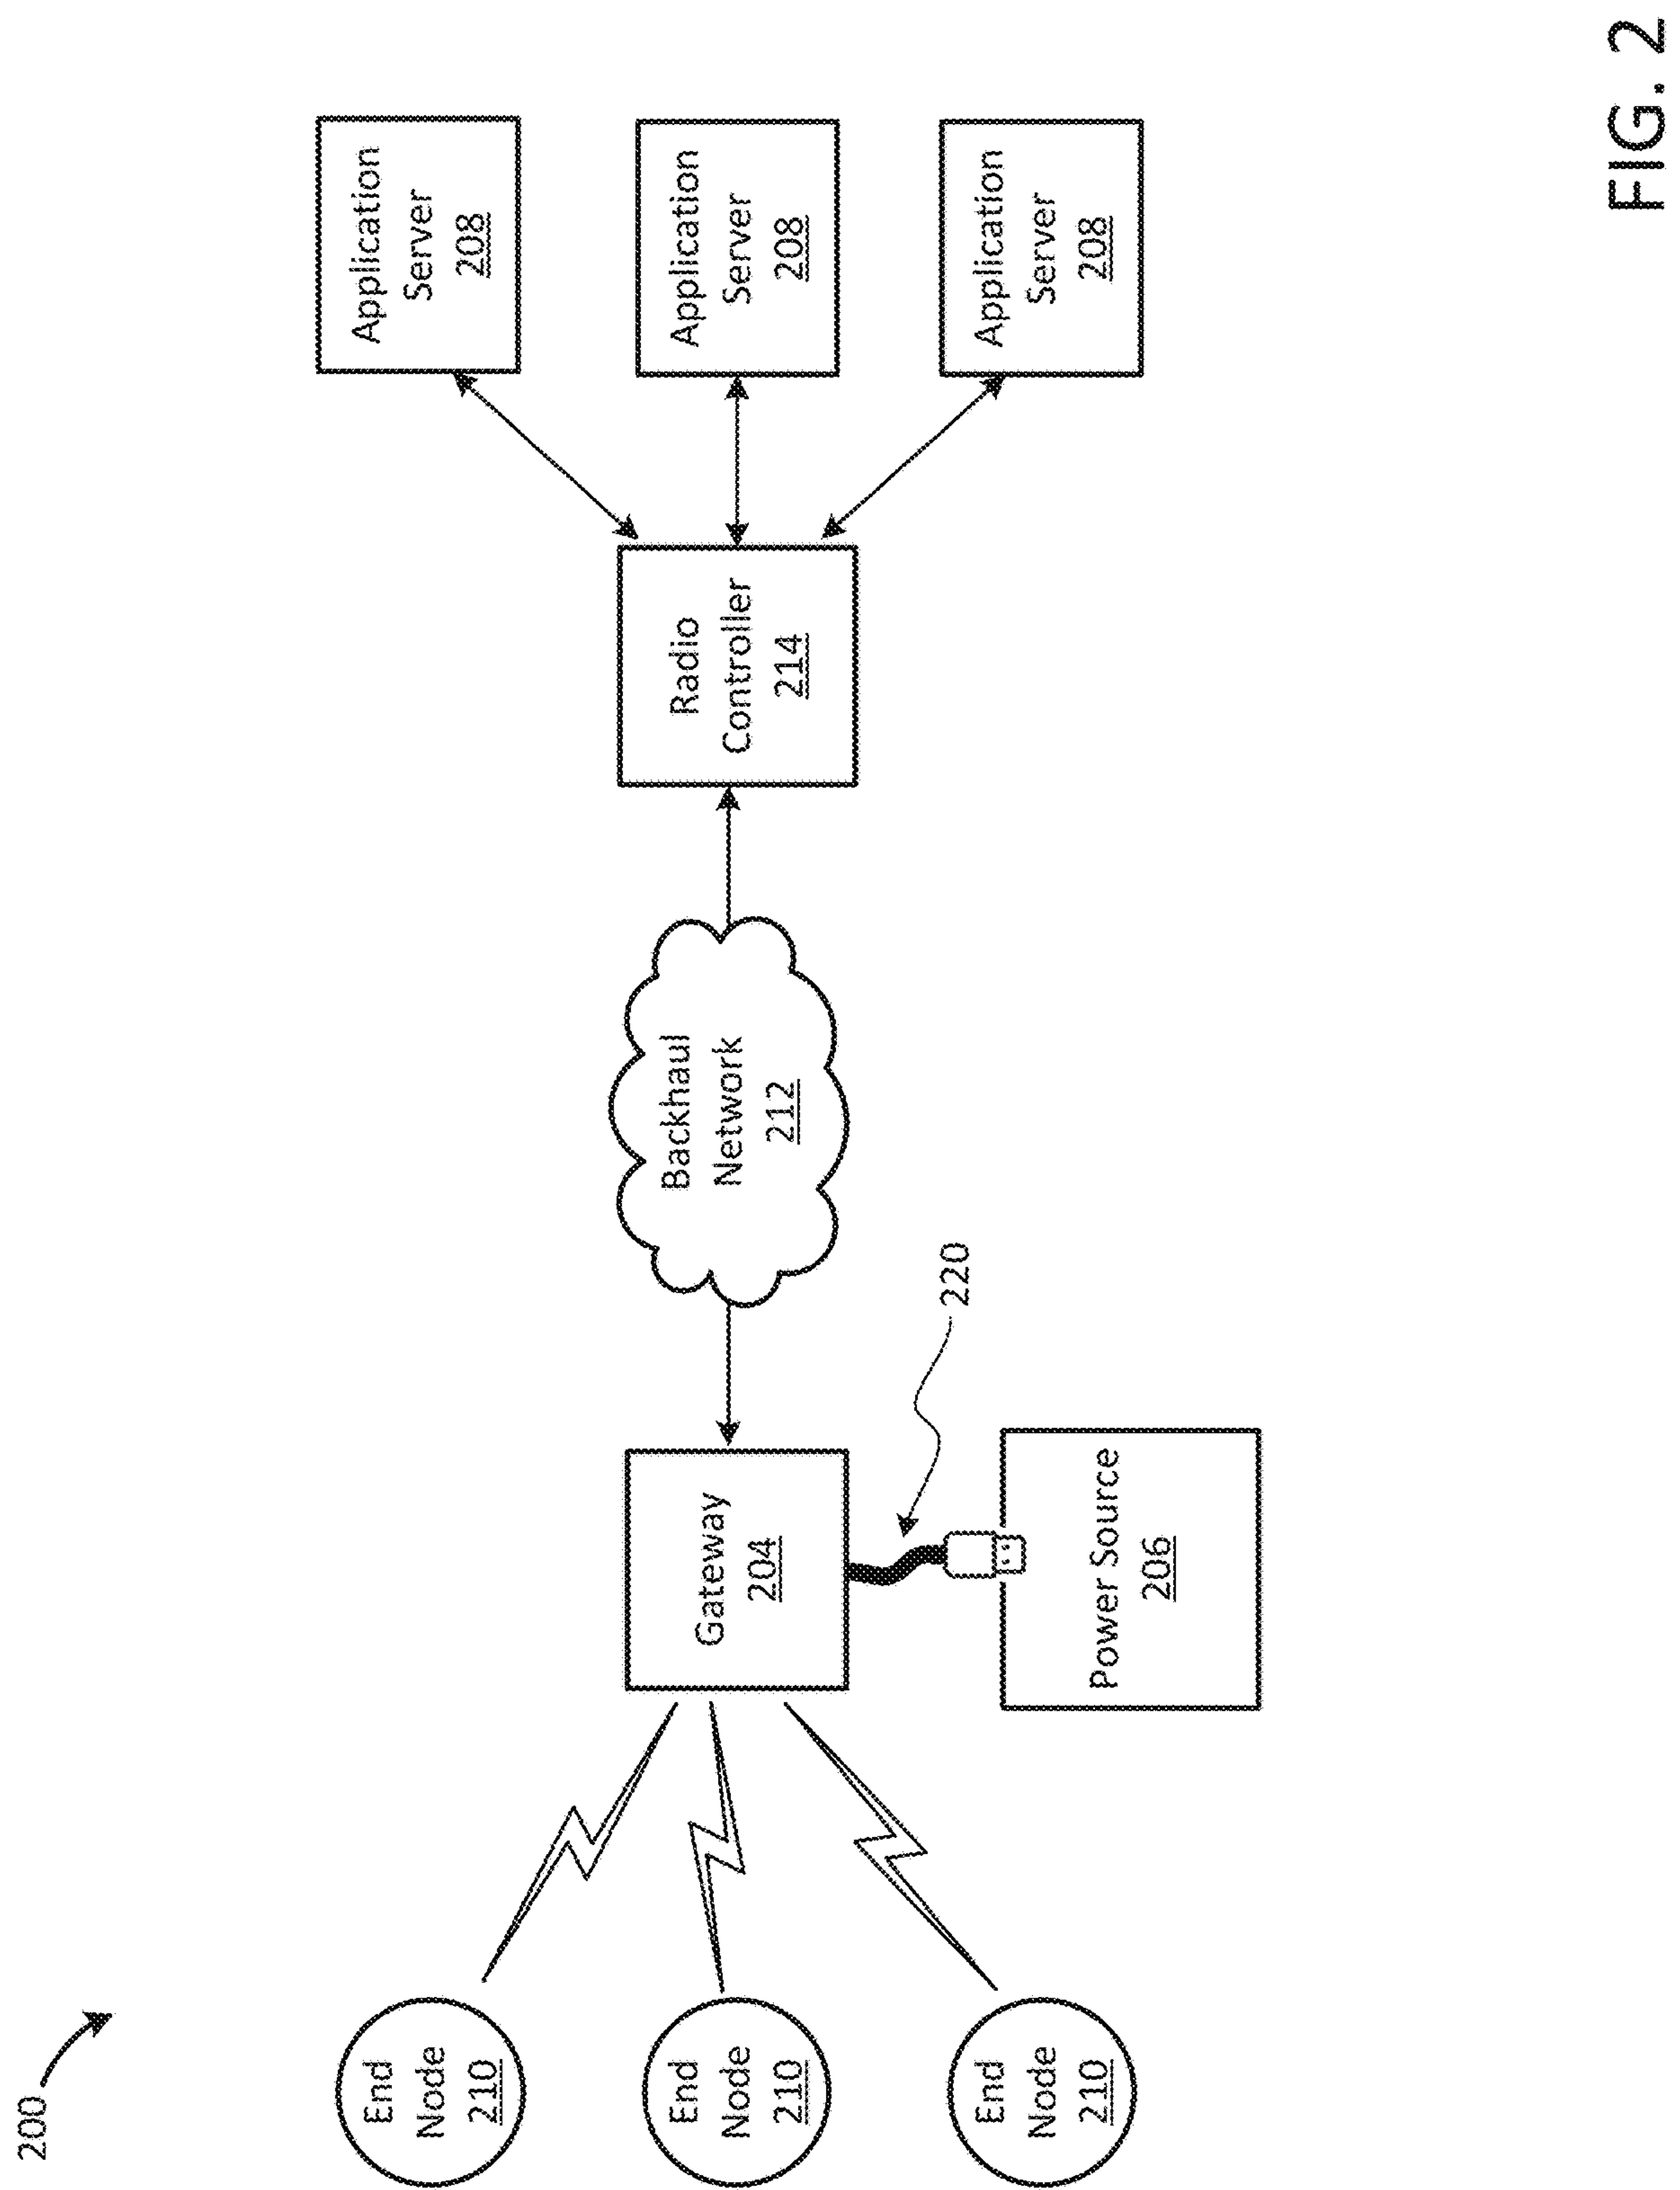 200
End
Node
210
End
Node
210
End
Node
210
Gateway
204
Power Source
206
220
Backhaul
Network
212
Radio
Controller
214
Application
Server
208
Application
Server
208
Application
Server
208
FIG. 2